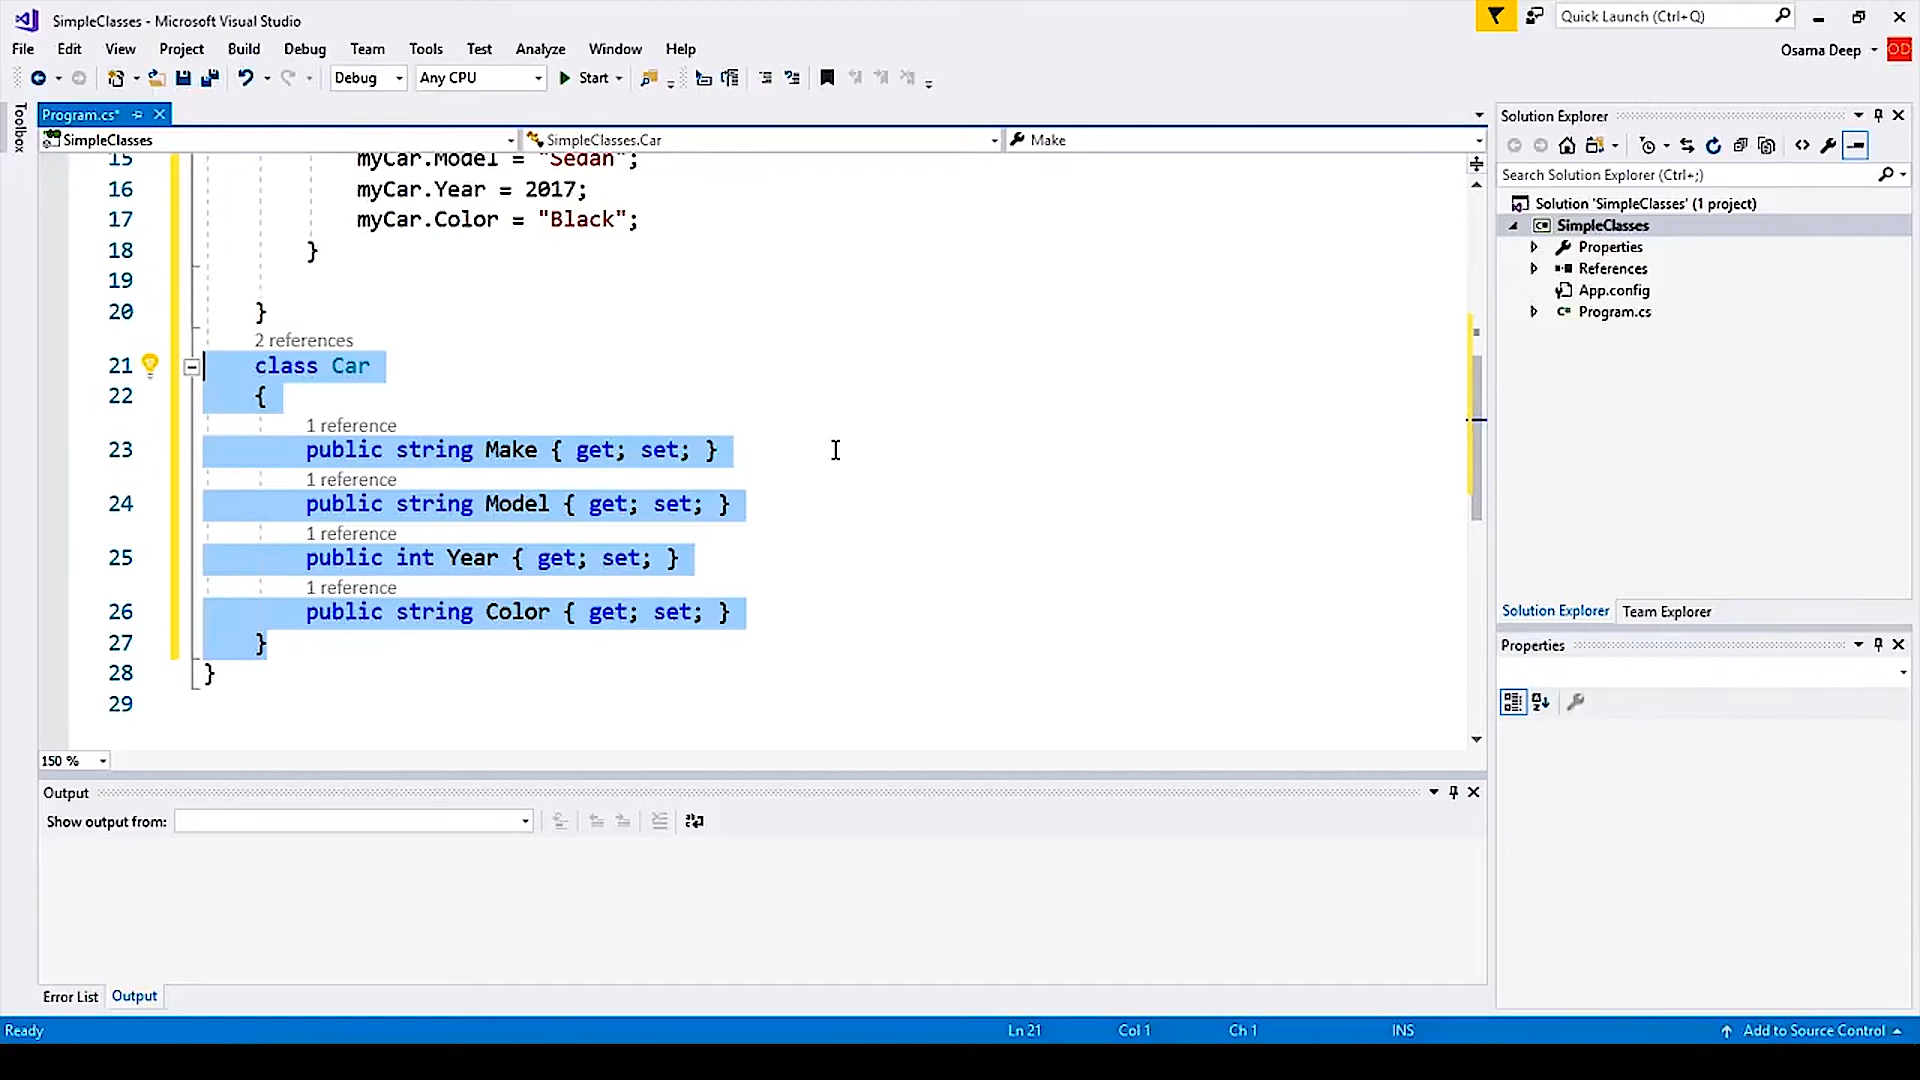 SimpleClasses - Microsoft Visual Studio
Quick Launch (Ctrl+Q)
File Edit View Project Build Debug Team Tools Test Analyze Window Help
Osama Deep
OD
Debug
Any CPU
Start
Toolbox
Program.cs*
SimpleClasses
SimpleClasses.Car
Make
15 myCar.Model = "Sedan";
16 myCar.Year = 2017;
17 myCar.Color = "Black";
18 }
19
20 }
2 references
21 class Car
22 {
1 reference
23 public string Make { get; set; }
1 reference
24 public string Model { get; set; }
1 reference
25 public int Year { get; set; }
1 reference
26 public string Color { get; set; }
27 }
28 }
29
150 %
Output
Show output from:
Error List Output
Solution Explorer
Search Solution Explorer (Ctrl+;)
Solution 'SimpleClasses' (1 project)
SimpleClasses
Properties
References
App.config
Program.cs
Solution Explorer Team Explorer
Properties
Ready
Ln 21
Col 1
Ch 1
INS
Add to Source Control